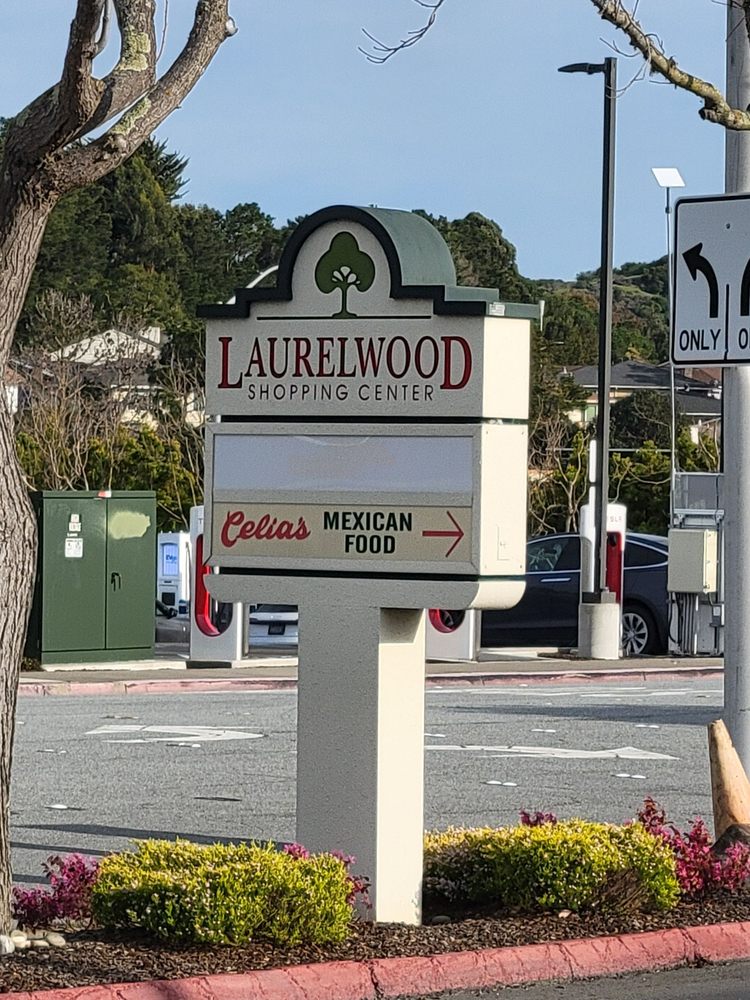 LAURELWOOD
SHOPPING CENTER
Celia's MEXICAN
FOOD
ONLY